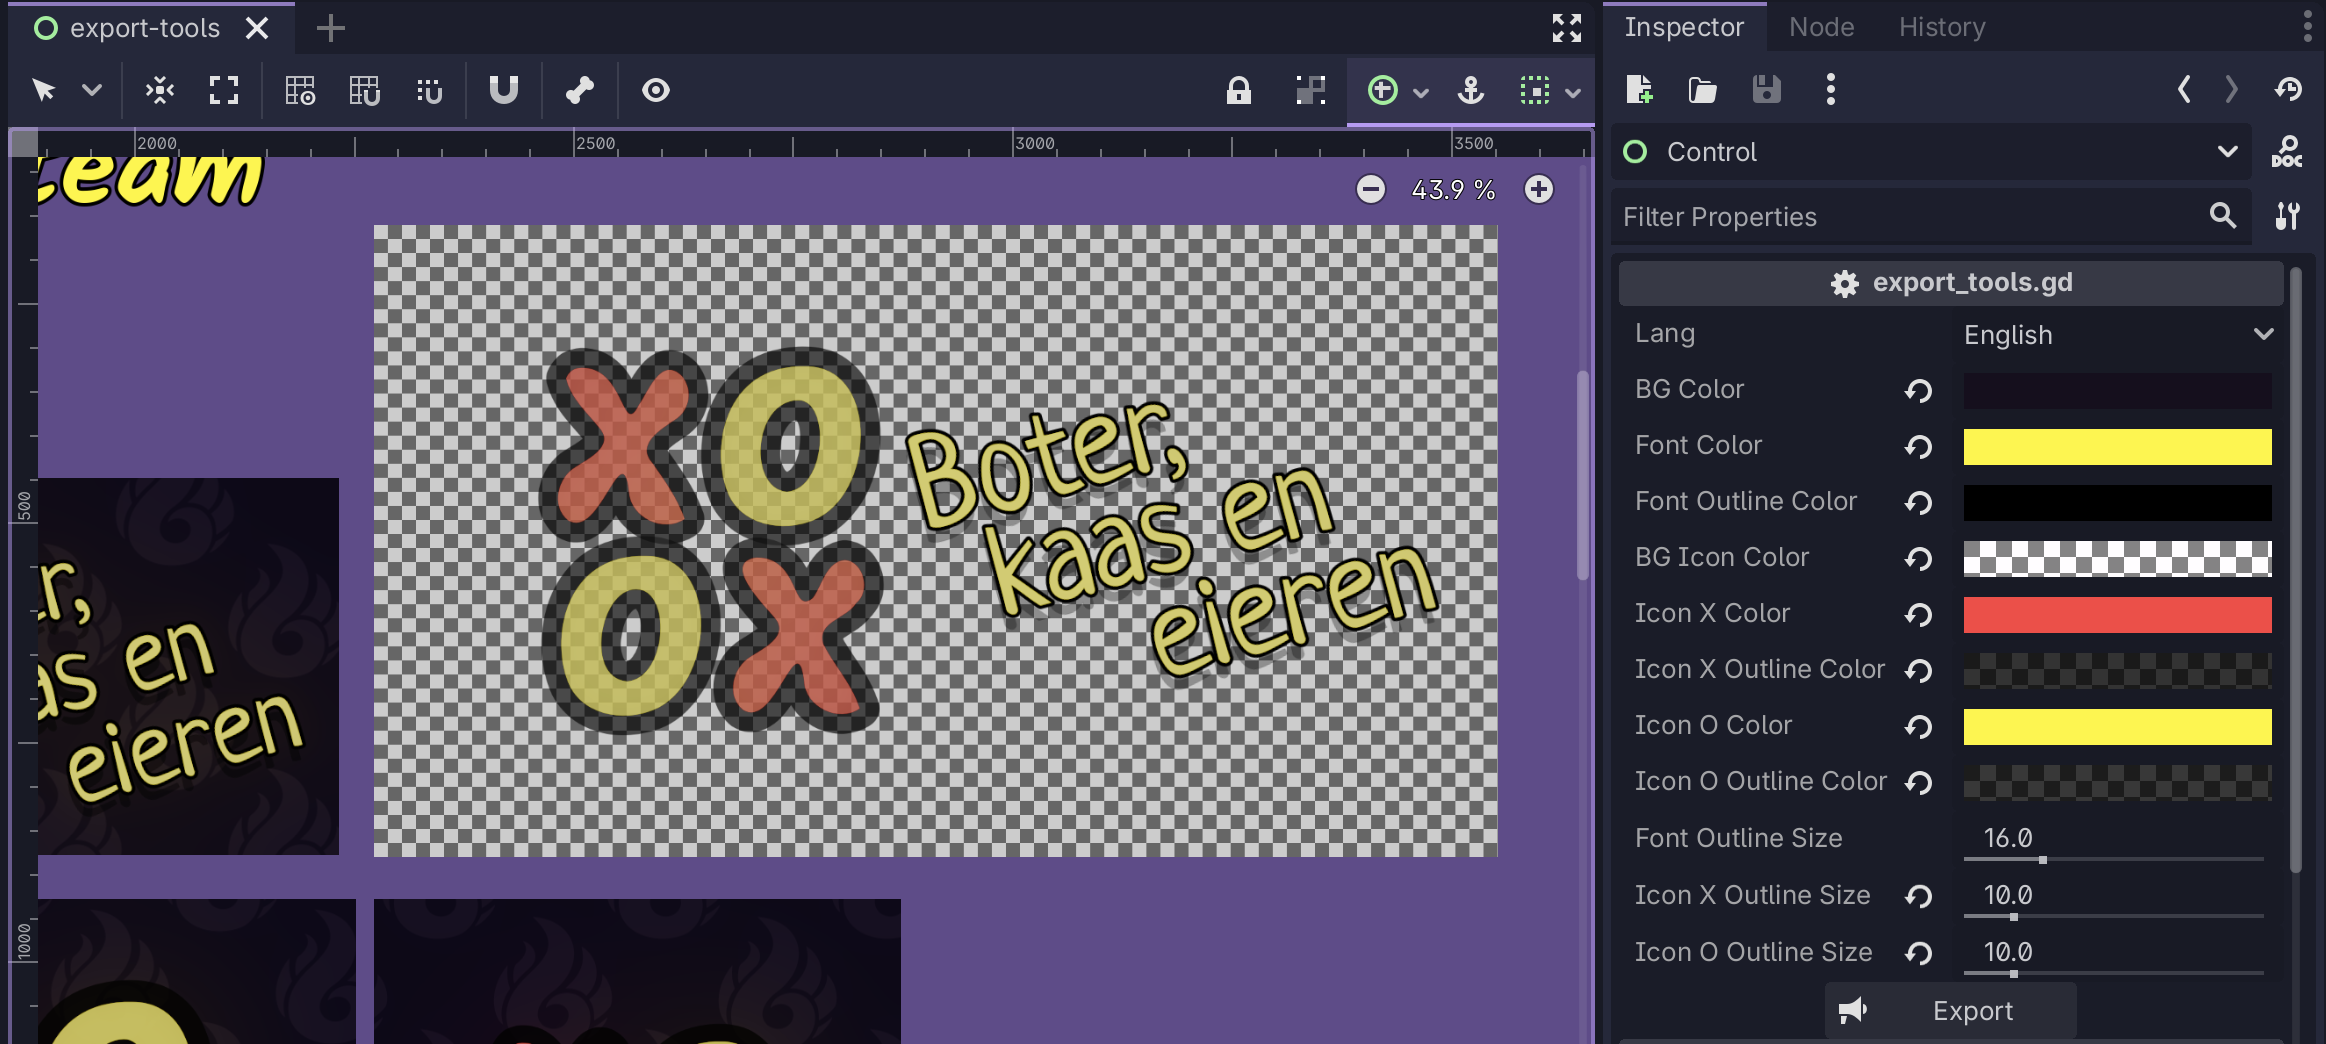 export-tools
Inspector
Node
History
2000
2500
3000
3500
Control
DOC
team
43.9 %
Filter Properties
export_tools.gd
Lang
English
BG Color
Font Color
500
Font Outline Color
BG Icon Color
Icon X Color
Icon X Outline Color
Icon O Color
Icon O Outline Color
Font Outline Size
16.0
Icon X Outline Size
10.0
Icon O Outline Size
10.0
Export
1000
XO
OX
Boter,
kaas en
eieren
r,
as en
eieren